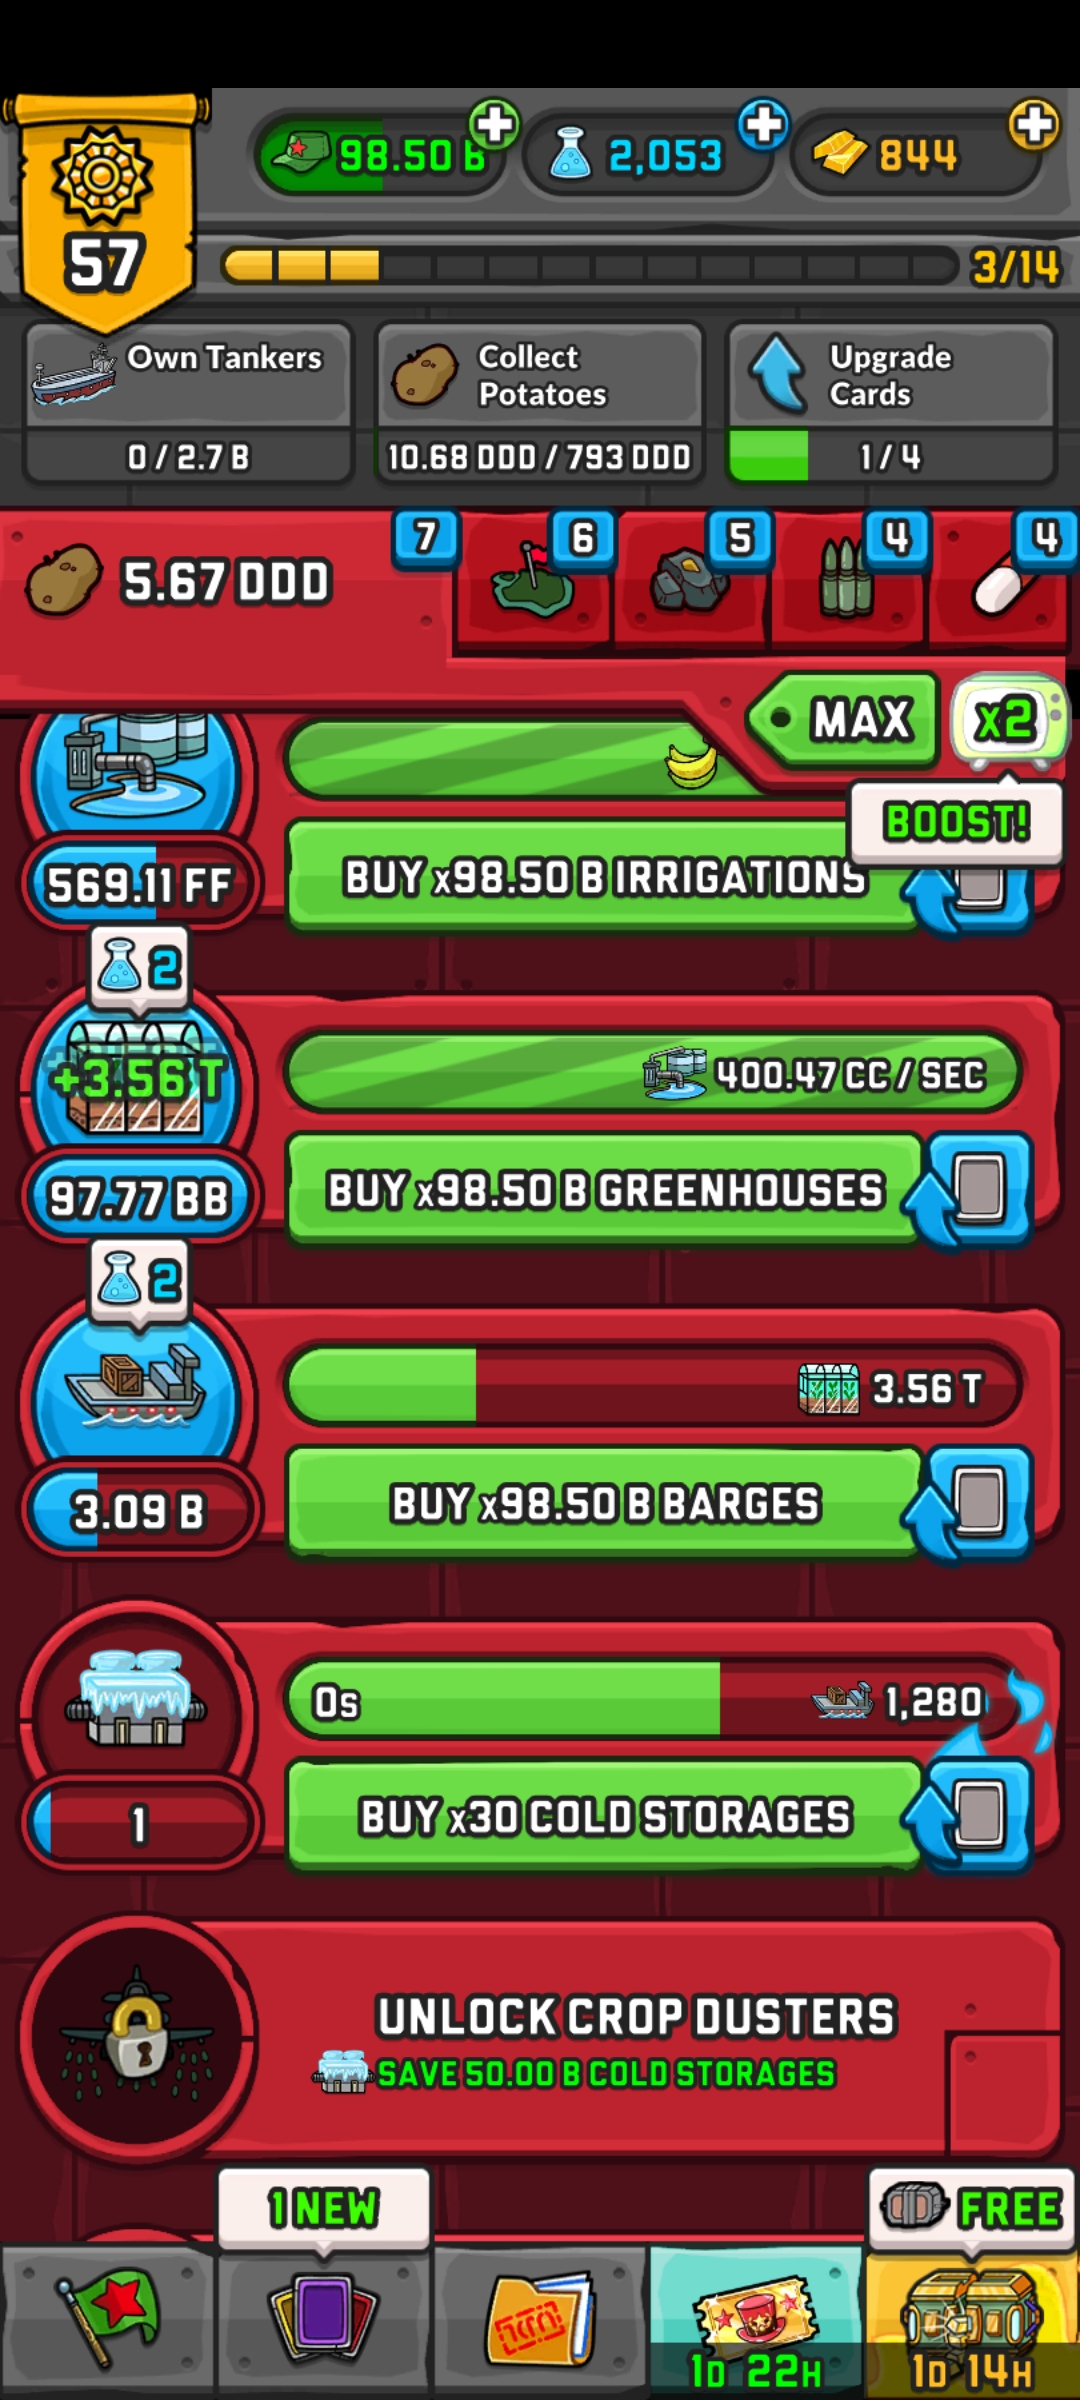 98.50 B
2,053
844
57
3/14
Own Tankers
0 / 2.7 B
Collect
Potatoes
10.68 DDD / 793 DDD
Upgrade
Cards
1 / 4
5.67 DDD
7
6
5
4
4
MAX
x2
BOOST!
569.11 FF
BUY x98.50 B IRRIGATIONS
2
+3.56 T
400.47 CC / SEC
97.77 BB
BUY x98.50 B GREENHOUSES
2
3.56 T
3.09 B
BUY x98.50 B BARGES
0s
1,280
1
BUY x30 COLD STORAGES
UNLOCK CROP DUSTERS
SAVE 50.00 B COLD STORAGES
1 NEW
FREE
1D 22H
1D 14H